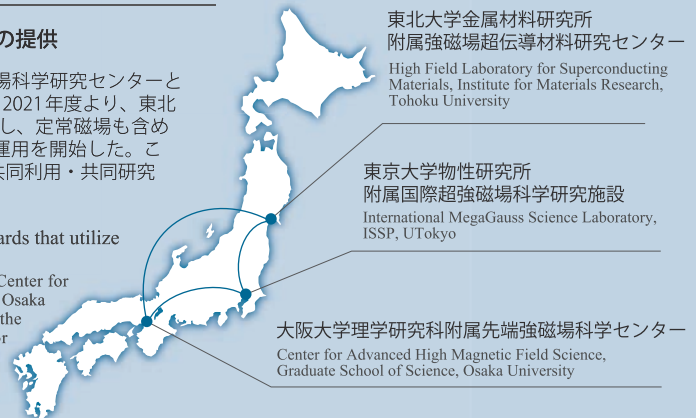 の提供
場科学研究センターと
2021年度より、東北
し、定常磁場も含め
運用を開始した。こ
共同利用・共同研究
ards that utilize
Center for
Osaka
the
or
東北大学金属材料研究所
附属強磁場超伝導材料研究センター
High Field Laboratory for Superconducting
Materials, Institute for Materials Research,
Tohoku University
東京大学物性研究所
附属国際超強磁場科学研究施設
International MegaGauss Science Laboratory,
ISSP, UTokyo
大阪大学理学研究科附属先端強磁場科学センター
Center for Advanced High Magnetic Field Science,
Graduate School of Science, Osaka University